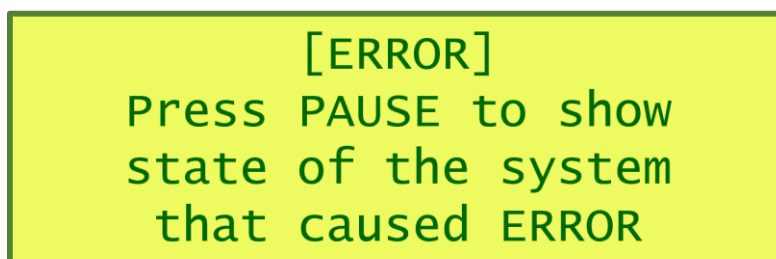 [ERROR]
Press PAUSE to show
state of the system
that caused ERROR